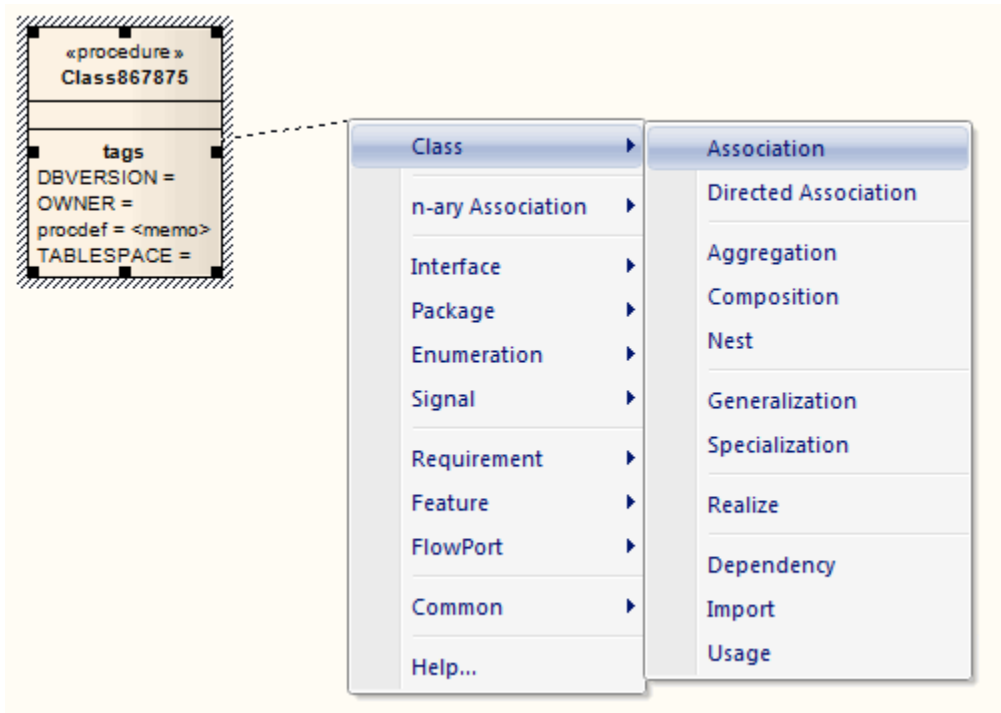 «procedure»
Class867875
tags
DBVERSION =
OWNER =
procdef = <memo>
TABLESPACE =
Class
n-ary Association
Interface
Package
Enumeration
Signal
Requirement
Feature
FlowPort
Common
Help...
Association
Directed Association
Aggregation
Composition
Nest
Generalization
Specialization
Realize
Dependency
Import
Usage